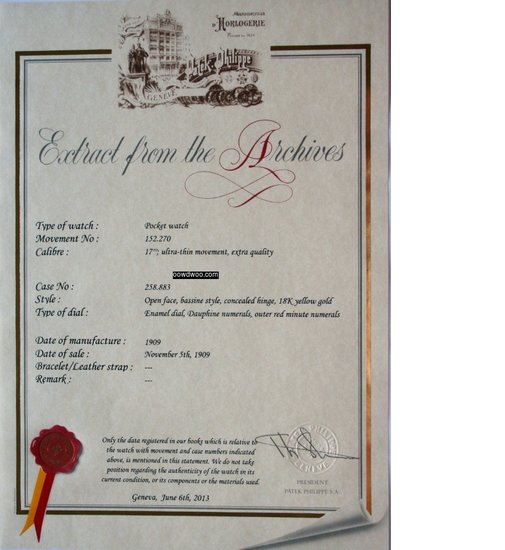 MANUFACTURE
D'HORLOGERIE
FONDÉE EN 1839
Patek, Philippe
GENÈVE
Extract from the Archives
Type of watch : Pocket watch
Movement No : 152.270
Calibre : 17'''; ultra-thin movement, extra quality
oowdwoo.com
Case No : 258.883
Style : Open face, bassine style, concealed hinge, 18K yellow gold
Type of dial : Enamel dial, Dauphine numerals, outer red minute numerals
Date of manufacture : 1909
Date of sale : November 5th, 1909
Bracelet/Leather strap : ---
Remark : ---
Only the data registered in our books which is relative to
the watch with movement and case numbers indicated
above, is mentioned in this statement. We do not take
position regarding the authenticity of the watch in its
current condition, or its components or the materials used.
Geneva, June 6th, 2013
PRESIDENT
PATEK PHILIPPE S.A.